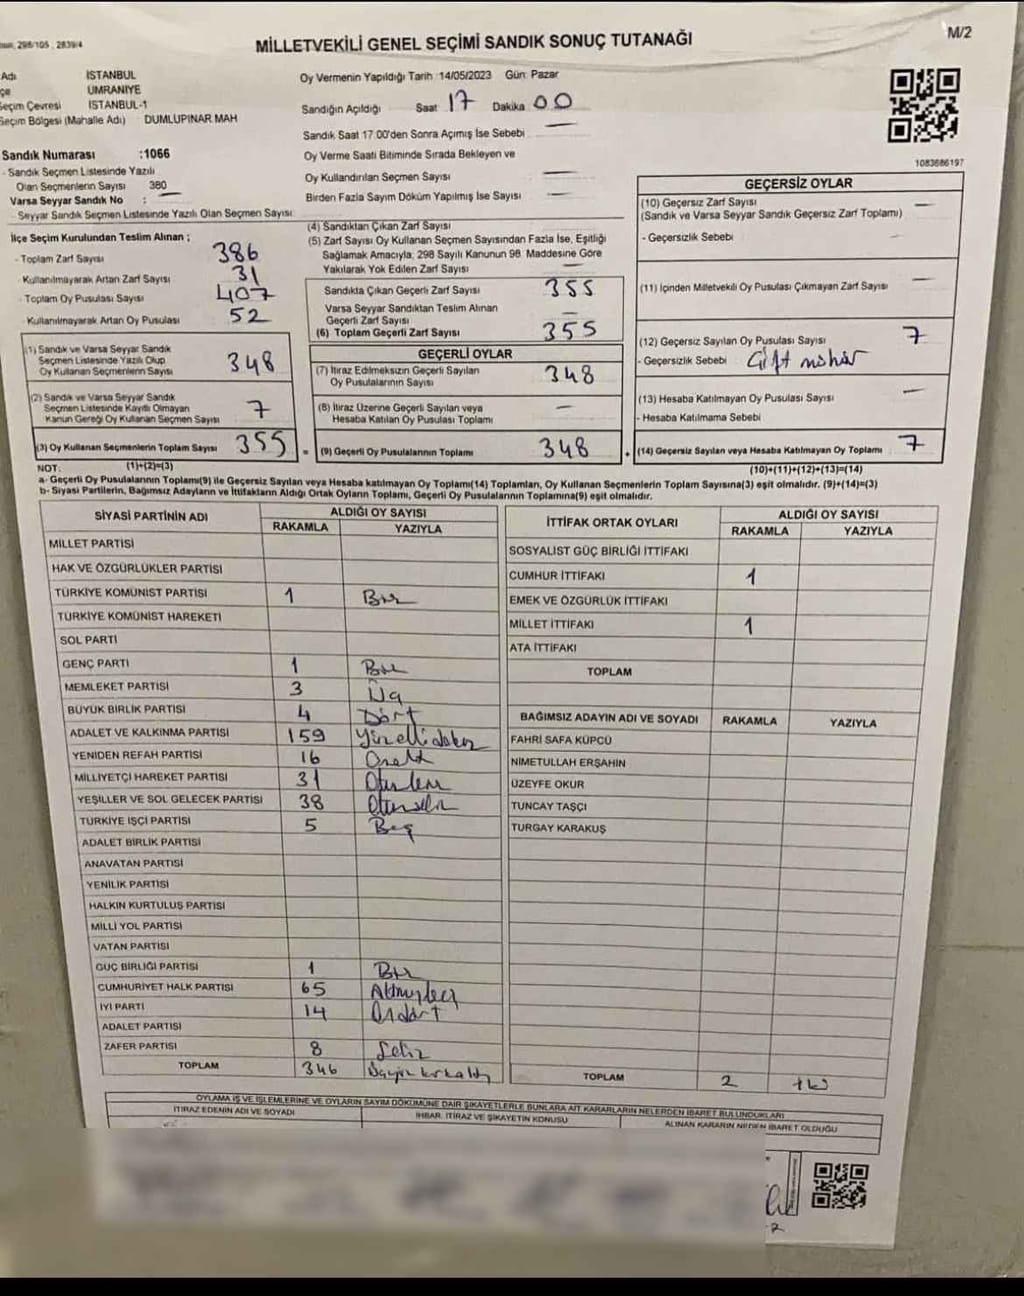 298/105 , 2839/4
MİLLETVEKİLİ GENEL SEÇİMİ SANDIK SONUÇ TUTANAĞI
M/2
Adı İSTANBUL
ÜMRANİYE
Seçim Çevresi İSTANBUL-1
Seçim Bölgesi (Mahalle Adı) DUMLUPINAR MAH
Oy Vermenin Yapıldığı Tarih :14/05/2023 Gün: Pazar
Sandığın Açıldığı Saat 17 Dakika 00
Sandık Saat 17.00'den Sonra Açımış İse Sebebi —
Oy Verme Saati Bitiminde Sırada Bekleyen ve
Oy Kullandırılan Seçmen Sayısı —
Birden Fazla Sayım Döküm Yapılmış İse Sayısı —
1083686197
Sandık Numarası :1066
- Sandık Seçmen Listesinde Yazılı
Olan Seçmenlerin Sayısı 380
Varsa Seyyar Sandık No : —
- Seyyar Sandık Seçmen Listesinde Yazılı Olan Seçmen Sayısı:
İlçe Seçim Kurulundan Teslim Alınan ;
- Toplam Zarf Sayısı 386
- Kullanılmayarak Artan Zarf Sayısı 31
- Toplam Oy Pusulası Sayısı 407
- Kullanılmayarak Artan Oy Pusulası 52
(1) Sandık ve Varsa Seyyar Sandık
Seçmen Listesinde Yazılı Olup
Oy Kullanan Seçmenlerin Sayısı 348
(2) Sandık ve Varsa Seyyar Sandık
Seçmen Listesinde Kayıtlı Olmayan
Kanun Gereği Oy Kullanan Seçmen Sayısı 7
(3) Oy Kullanan Seçmenlerin Toplam Sayısı 355 =
(4) Sandıktan Çıkan Zarf Sayısı
(5) Zarf Sayısı Oy Kullanan Seçmen Sayısından Fazla İse, Eşitliği
Sağlamak Amacıyla; 298 Sayılı Kanunun 98. Maddesine Göre
Yakılarak Yok Edilen Zarf Sayısı —
Sandıkta Çıkan Geçerli Zarf Sayısı 355
Varsa Seyyar Sandıktan Teslim Alınan
Geçerli Zarf Sayısı —
(6) Toplam Geçerli Zarf Sayısı 355
GEÇERLİ OYLAR
(7) İtiraz Edilmeksizin Geçerli Sayılan
Oy Pusulalarının Sayısı 348
(8) İtiraz Üzerine Geçerli Sayılan veya
Hesaba Katılan Oy Pusulası Toplamı —
(9) Geçerli Oy Pusulalarının Toplamı 348
GEÇERSİZ OYLAR
(10) Geçersiz Zarf Sayısı —
(Sandık ve Varsa Seyyar Sandık Geçersiz Zarf Toplamı)
- Geçersizlik Sebebi —
(11) İçinden Milletvekili Oy Pusulası Çıkmayan Zarf Sayısı —
(12) Geçersiz Sayılan Oy Pusulası Sayısı 7
- Geçersizlik Sebebi Çift mühür
(13) Hesaba Katılmayan Oy Pusulası Sayısı —
- Hesaba Katılmama Sebebi
(14) Geçersiz Sayılan veya Hesaba Katılmayan Oy Toplamı 7
NOT: (1)+(2)=(3)
(10)+(11)+(12)+(13)=(14)
a- Geçerli Oy Pusulalarının Toplamı(9) ile Geçersiz Sayılan veya Hesaba katılmayan Oy Toplamı(14) Toplamları, Oy Kullanan Seçmenlerin Toplam Sayısına(3) eşit olmalıdır. (9)+(14)=(3)
b- Siyasi Partilerin, Bağımsız Adayların ve İttifakların Aldığı Ortak Oyların Toplamı, Geçerli Oy Pusulalarının Toplamına(9) eşit olmalıdır.
SİYASİ PARTİNİN ADI ALDIĞI OY SAYISI
RAKAMLA YAZIYLA
MİLLET PARTİSİ
HAK VE ÖZGÜRLÜKLER PARTİSİ
TÜRKİYE KOMÜNİST PARTİSİ 1 Bir
TÜRKİYE KOMÜNİST HAREKETİ
SOL PARTİ
GENÇ PARTİ 1 Bir
MEMLEKET PARTİSİ 3 Üç
BÜYÜK BİRLİK PARTİSİ 4 Dört
ADALET VE KALKINMA PARTİSİ 159 Yüzellidokuz
YENİDEN REFAH PARTİSİ 16 Onaltı
MİLLİYETÇİ HAREKET PARTİSİ 31 Otuzbir
YEŞİLLER VE SOL GELECEK PARTİSİ 38 Otuzsekiz
TÜRKİYE İŞÇİ PARTİSİ 5 Beş
ADALET BİRLİK PARTİSİ
ANAVATAN PARTİSİ
YENİLİK PARTİSİ
HALKIN KURTULUŞ PARTİSİ
MİLLİ YOL PARTİSİ
VATAN PARTİSİ
GÜÇ BİRLİĞİ PARTİSİ 1 Bir
CUMHURİYET HALK PARTİSİ 65 Altmışbeş
İYİ PARTİ 14 Ondört
ADALET PARTİSİ
ZAFER PARTİSİ 8 Sekiz
TOPLAM 346 üçyüz kırkaltı
İTTİFAK ORTAK OYLARI ALDIĞI OY SAYISI
RAKAMLA YAZIYLA
SOSYALİST GÜÇ BİRLİĞİ İTTİFAKI
CUMHUR İTTİFAKI 1
EMEK VE ÖZGÜRLÜK İTTİFAKI
MİLLET İTTİFAKI 1
ATA İTTİFAKI
TOPLAM
BAĞIMSIZ ADAYIN ADI VE SOYADI RAKAMLA YAZIYLA
FAHRİ SAFA KÜPCÜ
NİMETULLAH ERŞAHİN
ÜZEYFE OKUR
TUNCAY TAŞÇI
TURGAY KARAKUŞ
TOPLAM 2 iki
OYLAMA İŞ VE İŞLEMLERİNE VE OYLARIN SAYIM DÖKÜMÜNE DAİR ŞİKAYETLERLE BUNLARA AİT KARARLARIN NELERDEN İBARET BULUNDUKLARI
İTİRAZ EDENİN ADI VE SOYADI İHBAR, İTİRAZ VE ŞİKAYETİN KONUSU ALINAN KARARIN NEDEN İBARET OLDUĞU